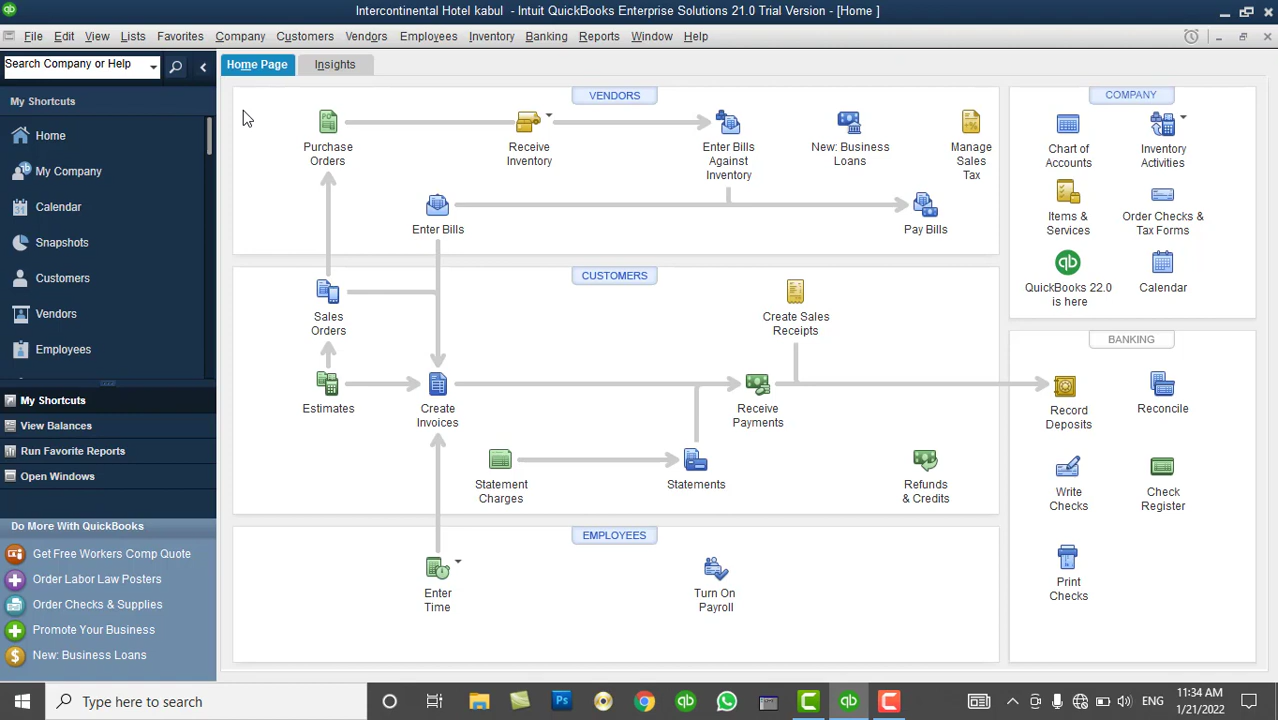 Intercontinental Hotel kabul - Intuit QuickBooks Enterprise Solutions 21.0 Trial Version - [Home ]
File Edit View Lists Favorites Company Customers Vendors Employees Inventory Banking Reports Window Help
Search Company or Help
Home Page Insights
My Shortcuts
Home
My Company
Calendar
Snapshots
Customers
Vendors
Employees
My Shortcuts
View Balances
Run Favorite Reports
Open Windows
Do More With QuickBooks
Get Free Workers Comp Quote
Order Labor Law Posters
Order Checks & Supplies
Promote Your Business
New: Business Loans
VENDORS
Purchase
Orders
Receive
Inventory
Enter Bills
Against
Inventory
New: Business
Loans
Manage
Sales
Tax
Enter Bills
Pay Bills
CUSTOMERS
Sales
Orders
Create Sales
Receipts
Estimates
Create
Invoices
Receive
Payments
Statement
Charges
Statements
Refunds
& Credits
EMPLOYEES
Enter
Time
Turn On
Payroll
COMPANY
Chart of
Accounts
Inventory
Activities
Items &
Services
Order Checks &
Tax Forms
qb
QuickBooks 22.0
is here
Calendar
BANKING
Record
Deposits
Reconcile
Write
Checks
Check
Register
Print
Checks
Type here to search
Ps
qb
qb
ENG
11:34 AM
1/21/2022